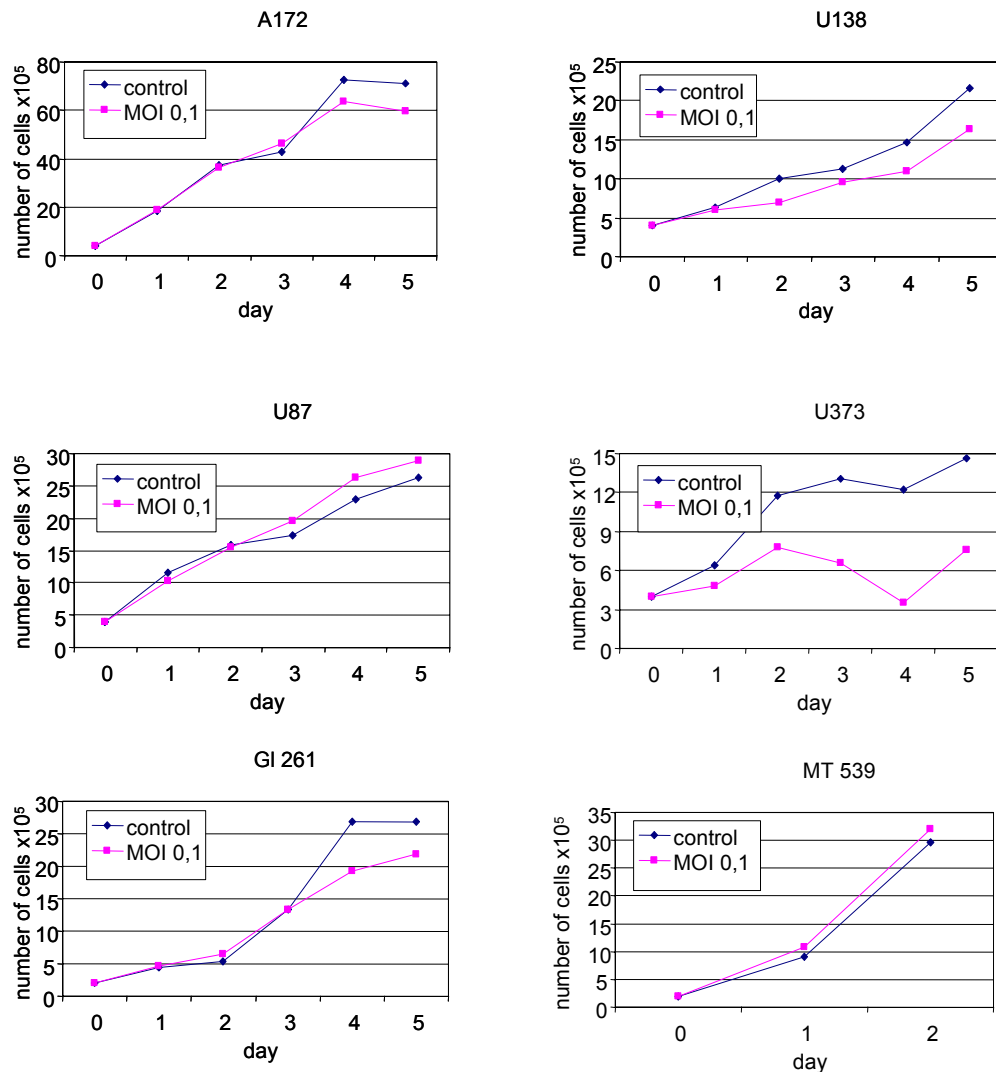 A172
number of cells x10⁵
80
60
40
20
0
control
MOI 0,1
0 1 2 3 4 5
day
U138
number of cells x10⁵
25
20
15
10
5
0
control
MOI 0,1
0 1 2 3 4 5
day
U87
number of cells x10⁵
30
25
20
15
10
5
0
control
MOI 0,1
0 1 2 3 4 5
day
U373
number of cells x10⁵
15
12
9
6
3
0
control
MOI 0,1
0 1 2 3 4 5
day
Gl 261
number of cells x10⁵
30
25
20
15
10
5
0
control
MOI 0,1
0 1 2 3 4 5
day
MT 539
number of cells x10⁵
35
30
25
20
15
10
5
0
control
MOI 0,1
0 1 2
day